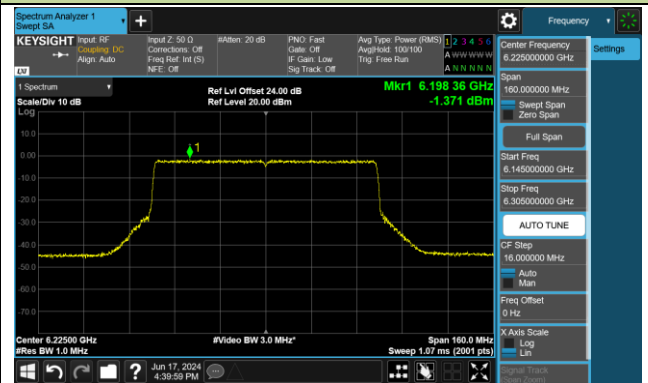 Spectrum Analyzer 1
Swept SA
Frequency
KEYSIGHT
Input: RF
Coupling: DC
Align: Auto
Input Z: 50 Ω
Corrections: Off
Freq Ref: Int (S)
NFE: Off
#Atten: 20 dB
PNO: Fast
Gate: Off
IF Gain: Low
Sig Track: Off
Avg Type: Power (RMS)
Avg|Hold: 100/100
Trig: Free Run
1 2 3 4 5 6
A W W W W W
A N N N N N
LXI
1 Spectrum
Scale/Div 10 dB
Log
Ref Lvl Offset 24.00 dB
Ref Level 20.00 dBm
Mkr1 6.198 36 GHz
-1.371 dBm
10.0
0.00
-10.0
-20.0
-30.0
-40.0
-50.0
-60.0
-70.0
1
Center 6.22500 GHz
#Res BW 1.0 MHz
#Video BW 3.0 MHz*
Span 160.0 MHz
Sweep 1.07 ms (2001 pts)
Jun 17, 2024
4:39:59 PM
Center Frequency
6.225000000 GHz
Settings
Span
160.000000 MHz
Swept Span
Zero Span
Full Span
Start Freq
6.145000000 GHz
Stop Freq
6.305000000 GHz
AUTO TUNE
CF Step
16.000000 MHz
Auto
Man
Freq Offset
0 Hz
X Axis Scale
Log
Lin
Signal Track
(Span Zoom)